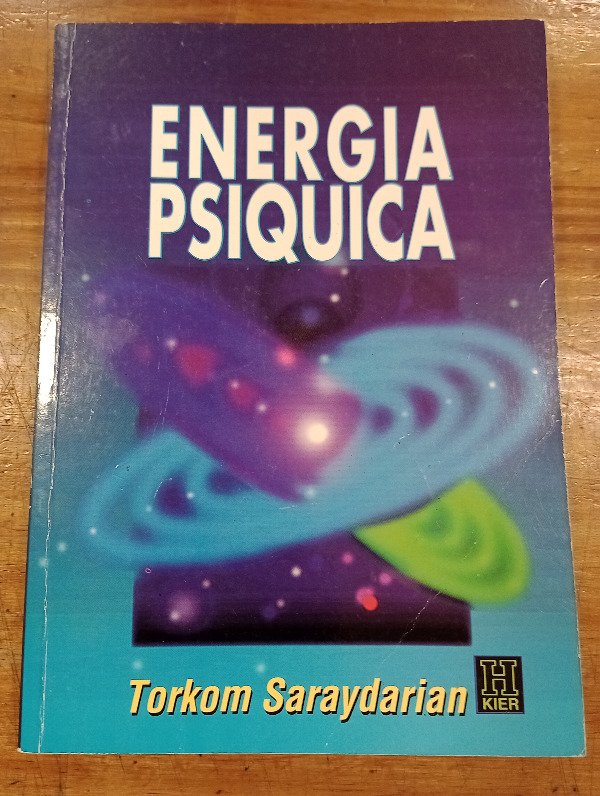 ENERGIA
PSIQUICA
Torkom Saraydarian
H
KIER